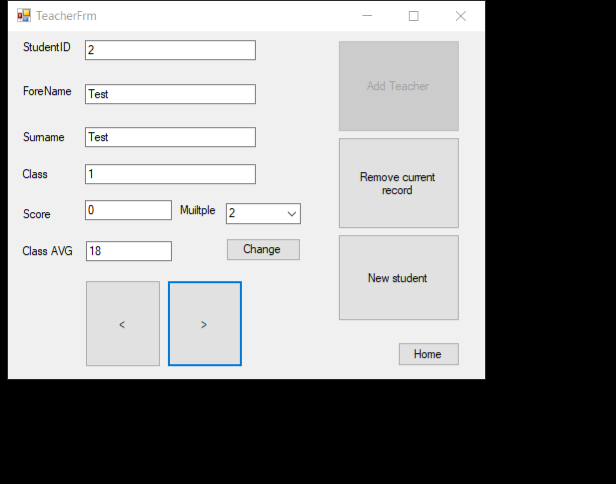 TeacherFrm
StudentID 2
ForeName Test
Surname Test
Class 1
Score 0 Muiltple 2
Class AVG 18
Change
< >
Add Teacher
Remove current
record
New student
Home